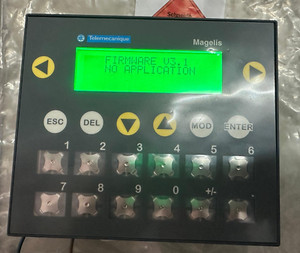 Telemecanique Magelis
FIRMWARE V3.1
NO APPLICATION
ESC DEL MOD ENTER
1 2 3 4 5 6
7 8 9 0 +/- .